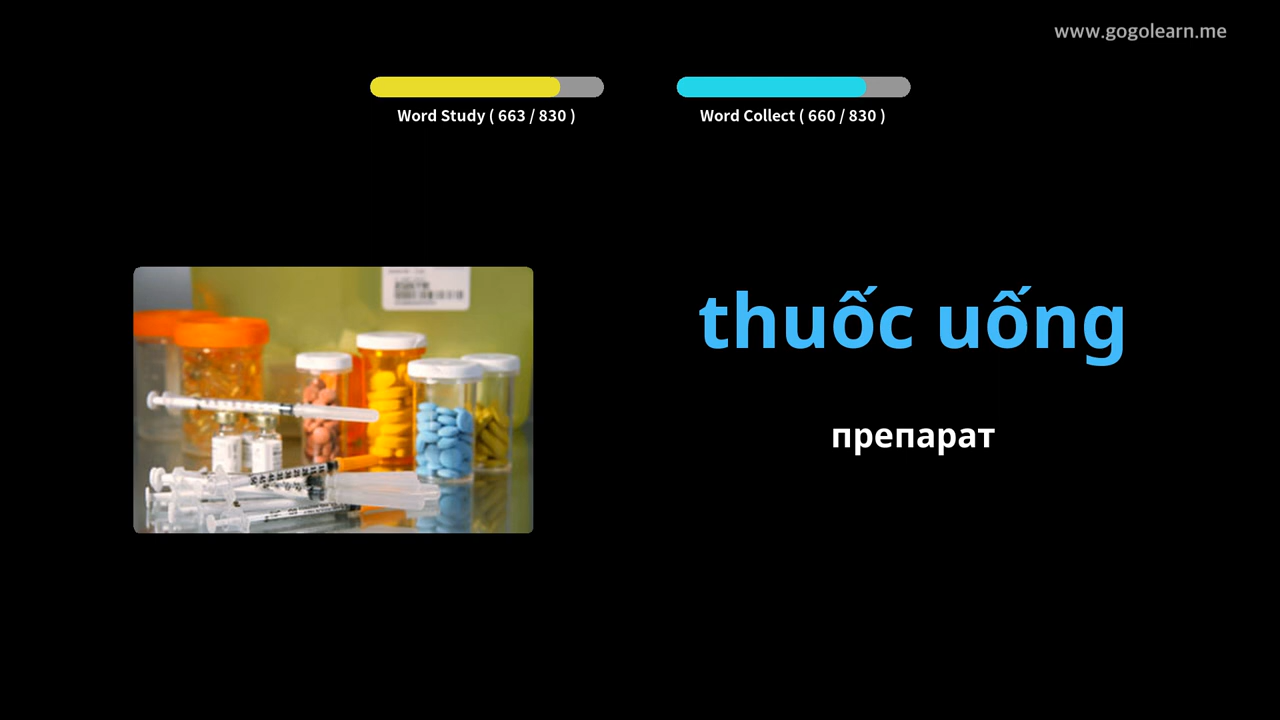 www.gogolearn.me
Word Study ( 663 / 830 )
Word Collect ( 660 / 830 )
thuốc uống
препарат